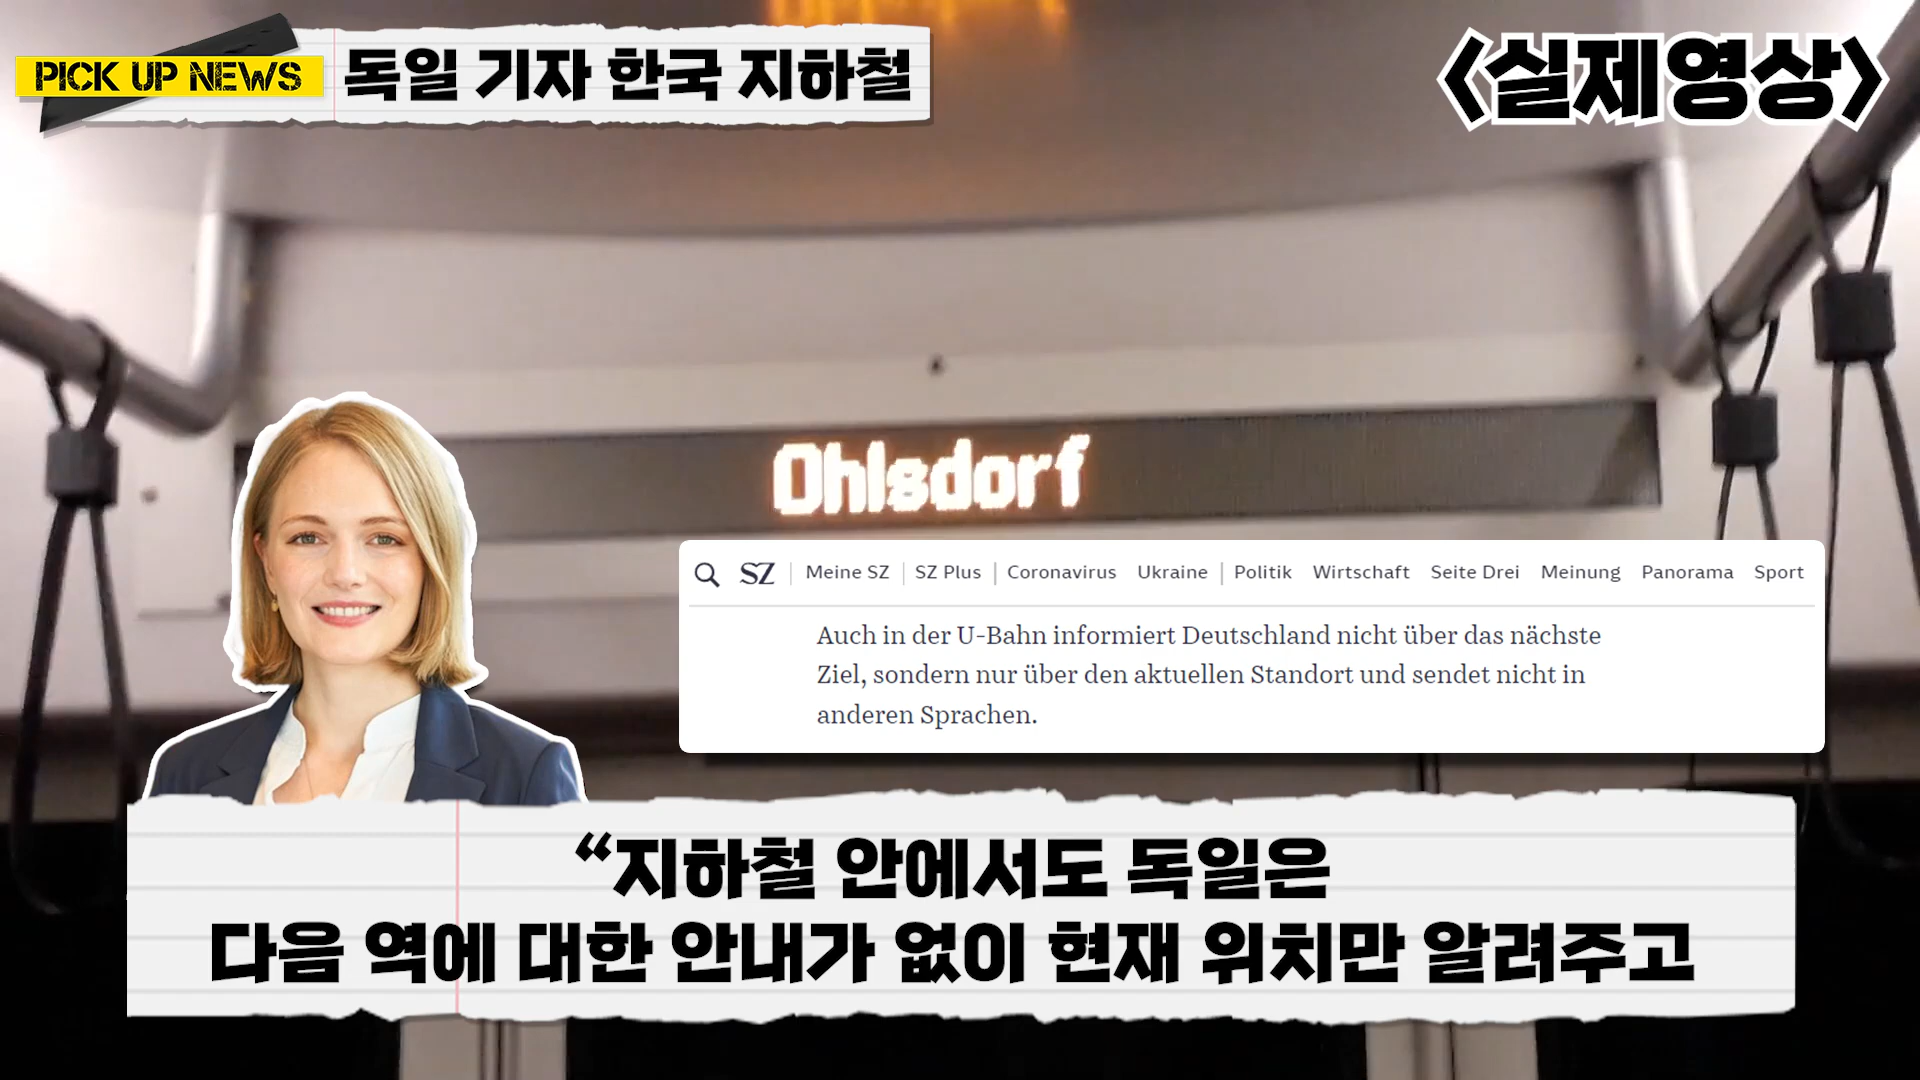 PICK UP NEWS
독일 기자 한국 지하철
<실제영상>
Ohlsdorf
SZ Meine SZ SZ Plus Coronavirus Ukraine Politik Wirtschaft Seite Drei Meinung Panorama Sport
Auch in der U-Bahn informiert Deutschland nicht über das nächste
Ziel, sondern nur über den aktuellen Standort und sendet nicht in
anderen Sprachen.
“지하철 안에서도 독일은
다음 역에 대한 안내가 없이 현재 위치만 알려주고